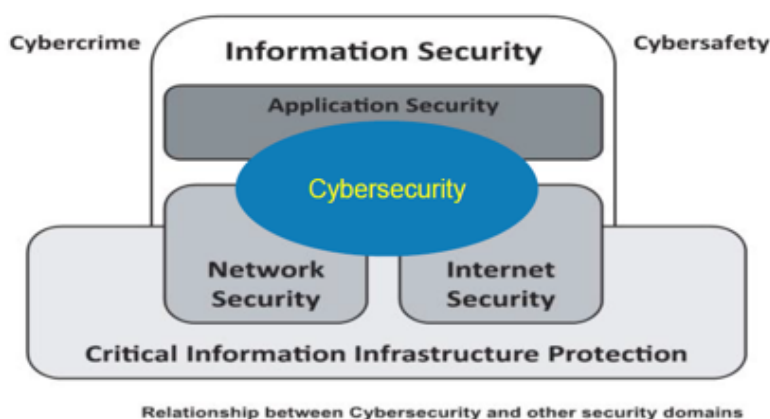 Cybercrime
Information Security
Cybersafety
Application Security
Cybersecurity
Network
Security
Internet
Security
Critical Information Infrastructure Protection
Relationship between Cybersecurity and other security domains